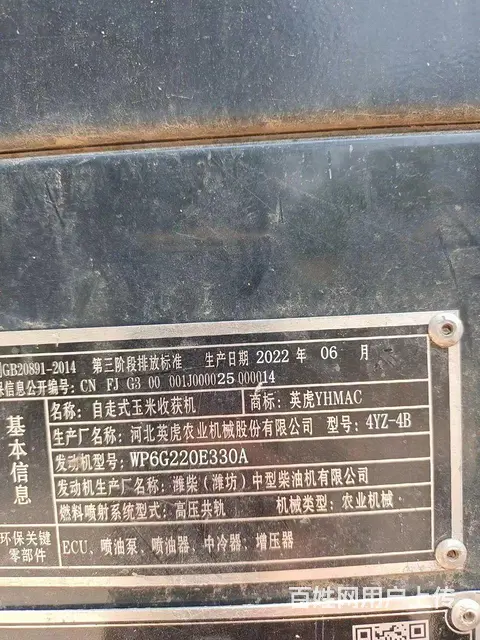 GB20891-2014 第三阶段排放标准 生产日期 2022 年 06 月
保信息公开编号: CN FJ G3 00 001J000025 000014
基本信息
名称: 自走式玉米收获机 商标: 英虎YHMAC
生产厂名称: 河北英虎农业机械股份有限公司 型号: 4YZ-4B
发动机型号: WP6G220E330A
发动机生产厂名称: 潍柴(潍坊)中型柴油机有限公司
燃料喷射系统型式: 高压共轨 机械类型: 农业机械
环保关键零部件 ECU、喷油泵、喷油器、中冷器、增压器
百姓网用户上传